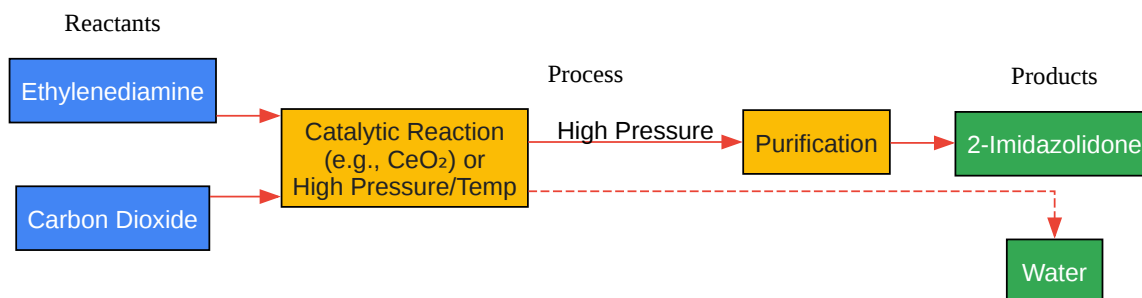 Reactants
Process
Products
Ethylenediamine
Catalytic Reaction
(e.g., CeO₂) or
High Pressure/Temp
High Pressure
Purification
2-Imidazolidone
Carbon Dioxide
Water